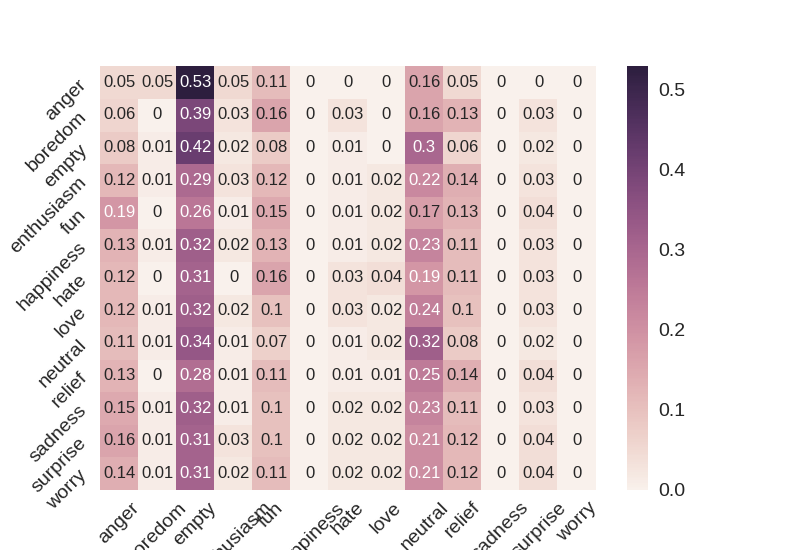 anger 0.05 0.05 0.53 0.05 0.11 0 0 0 0.16 0.05 0 0 0
boredom 0.06 0 0.39 0.03 0.16 0 0.03 0 0.16 0.13 0 0.03 0
empty 0.08 0.01 0.42 0.02 0.08 0 0.01 0 0.3 0.06 0 0.02 0
enthusiasm 0.12 0.01 0.29 0.03 0.12 0 0.01 0.02 0.22 0.14 0 0.03 0
fun 0.19 0 0.26 0.01 0.15 0 0.01 0.02 0.17 0.13 0 0.04 0
happiness 0.13 0.01 0.32 0.02 0.13 0 0.01 0.02 0.23 0.11 0 0.03 0
hate 0.12 0 0.31 0 0.16 0 0.03 0.04 0.19 0.11 0 0.03 0
love 0.12 0.01 0.32 0.02 0.1 0 0.03 0.02 0.24 0.1 0 0.03 0
neutral 0.11 0.01 0.34 0.01 0.07 0 0.01 0.02 0.32 0.08 0 0.02 0
relief 0.13 0 0.28 0.01 0.11 0 0.01 0.01 0.25 0.14 0 0.04 0
sadness 0.15 0.01 0.32 0.01 0.1 0 0.02 0.02 0.23 0.11 0 0.03 0
surprise 0.16 0.01 0.31 0.03 0.1 0 0.02 0.02 0.21 0.12 0 0.04 0
worry 0.14 0.01 0.31 0.02 0.11 0 0.02 0.02 0.21 0.12 0 0.04 0
anger oredom empty husiasm fun ppiness hate love neutral relief sadness surprise worry
0.5
0.4
0.3
0.2
0.1
0.0